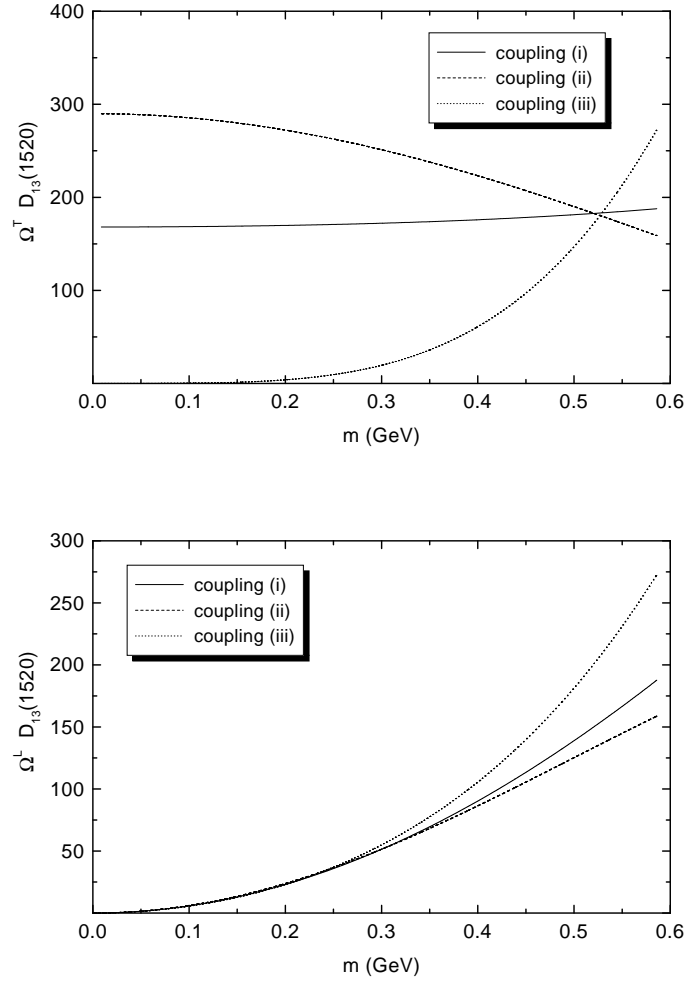 400
300
200
100
Ω^T D_13(1520)
coupling (i)
coupling (ii)
coupling (iii)
0.0 0.1 0.2 0.3 0.4 0.5 0.6
m (GeV)
300
250
200
150
100
50
Ω^L D_13(1520)
coupling (i)
coupling (ii)
coupling (iii)
0.0 0.1 0.2 0.3 0.4 0.5 0.6
m (GeV)